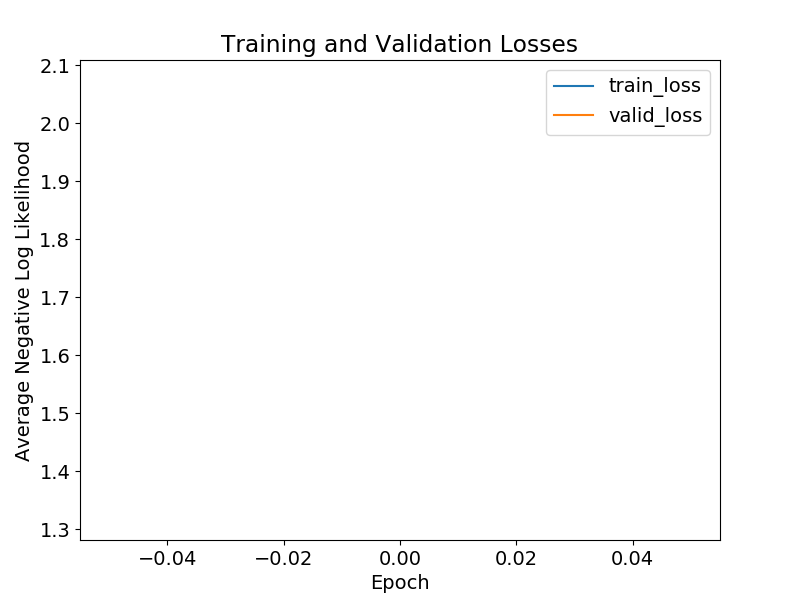 Training and Validation Losses
train_loss
valid_loss
Average Negative Log Likelihood
2.1
2.0
1.9
1.8
1.7
1.6
1.5
1.4
1.3
−0.04
−0.02
0.00
0.02
0.04
Epoch